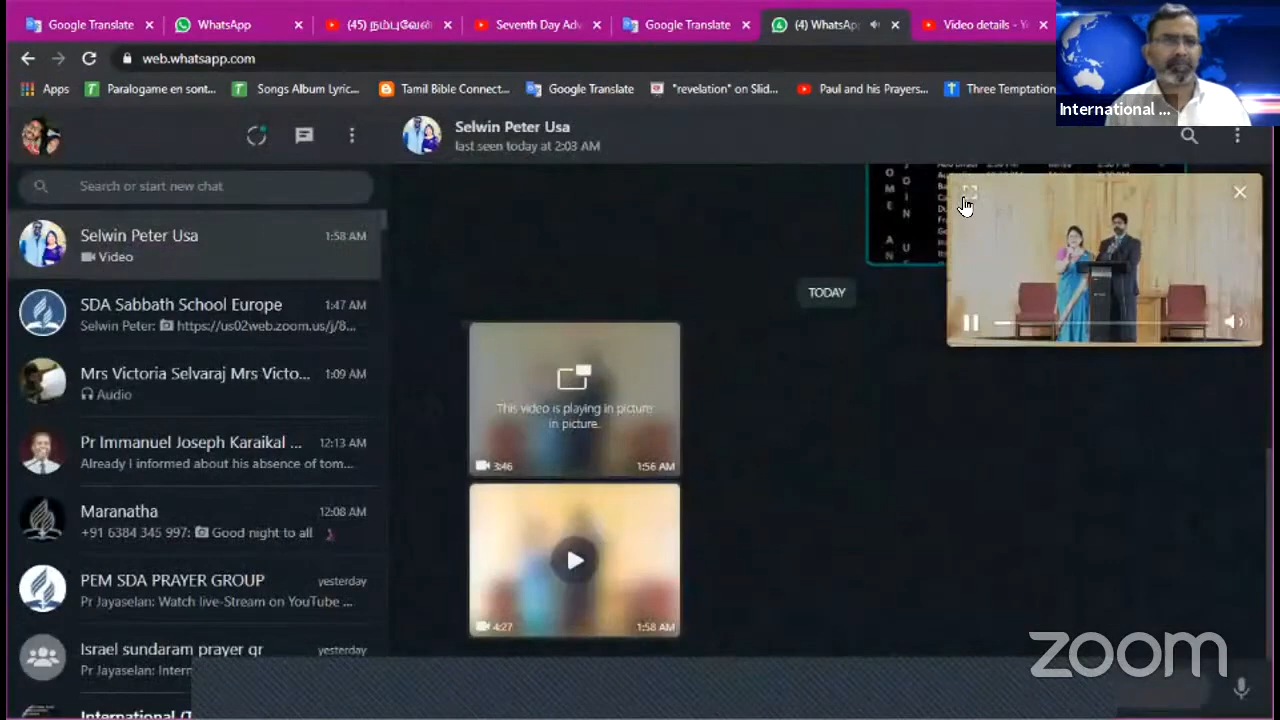 Google Translate
WhatsApp
(45) நம்புவேன்
Seventh Day Adv
Google Translate
(4) WhatsApp
Video details - Y
web.whatsapp.com
Apps
Paralogame en sont...
Songs Album Lyric...
Tamil Bible Connect...
Google Translate
"revelation" on Slid...
Paul and his Prayers...
Three Temptation
International ...
Selwin Peter Usa
last seen today at 2:03 AM
Search or start new chat
Selwin Peter Usa
1:58 AM
Video
SDA Sabbath School Europe
1:47 AM
Selwin Peter: https://us02web.zoom.us/j/8...
Mrs Victoria Selvaraj Mrs Victo...
1:09 AM
Audio
Pr Immanuel Joseph Karaikal ...
12:13 AM
Already I informed about his absence of tom...
Maranatha
12:08 AM
+91 6384 345 997: Good night to all
PEM SDA PRAYER GROUP
yesterday
Pr Jayaselan: Watch live-Stream on YouTube ...
Israel sundaram prayer gr
yesterday
Pr Jayaselan: Intern
International (T
TODAY
This video is playing in picture
in picture.
3:46
1:56 AM
4:27
1:58 AM
zoom